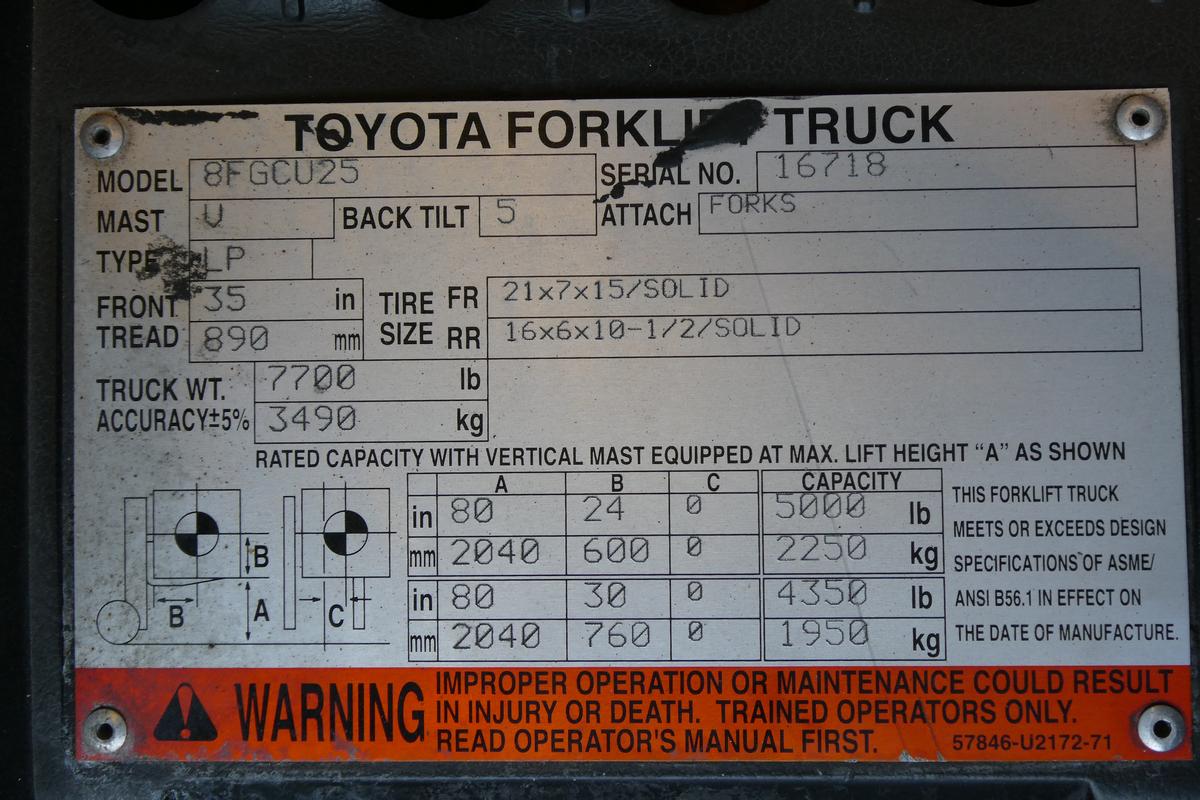 TOYOTA FORKLIFT TRUCK
MODEL 8FGCU25 SERIAL NO. 16718
MAST V BACK TILT 5 ATTACH FORKS
TYPE LP
FRONT TREAD 35 in TIRE SIZE FR 21x7x15/SOLID
890 mm RR 16x6x10-1/2/SOLID
TRUCK WT. 7700 lb
ACCURACY±5% 3490 kg
RATED CAPACITY WITH VERTICAL MAST EQUIPPED AT MAX. LIFT HEIGHT “A” AS SHOWN
A B C CAPACITY
in 80 24 0 5000 lb
mm 2040 600 0 2250 kg
in 80 30 0 4350 lb
mm 2040 760 0 1950 kg
B
B
A
C
THIS FORKLIFT TRUCK
MEETS OR EXCEEDS DESIGN
SPECIFICATIONS OF ASME/
ANSI B56.1 IN EFFECT ON
THE DATE OF MANUFACTURE.
WARNING
IMPROPER OPERATION OR MAINTENANCE COULD RESULT
IN INJURY OR DEATH. TRAINED OPERATORS ONLY.
READ OPERATOR'S MANUAL FIRST.
57846-U2172-71